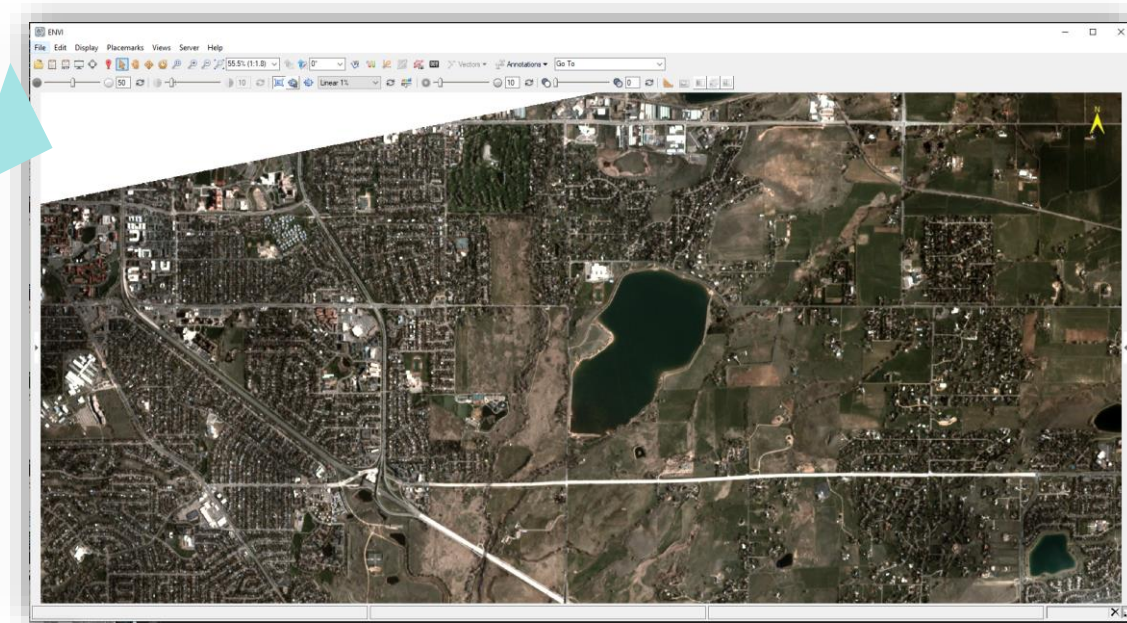 ENVI
File Edit Display Placemarks Views Server Help
55.5% (1:1.8) 0° Vectors Annotations Go To
50 10 Linear 1% 10 0
N